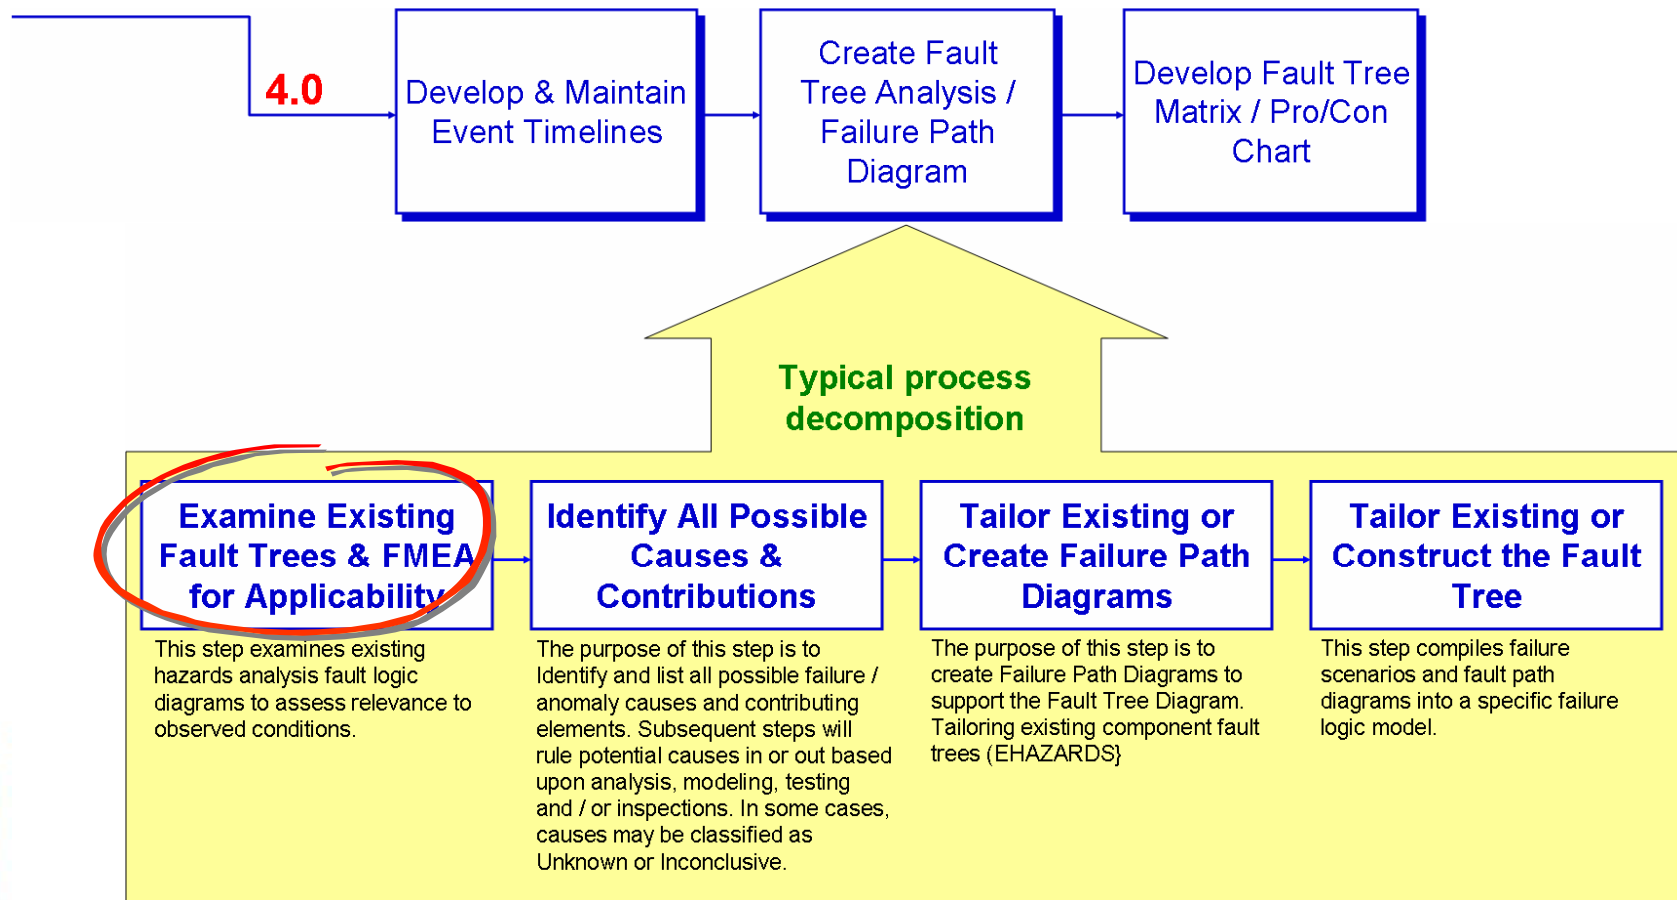 4.0
Develop & Maintain
Event Timelines
Create Fault
Tree Analysis /
Failure Path
Diagram
Develop Fault Tree
Matrix / Pro/Con
Chart
Typical process
decomposition
Examine Existing
Fault Trees & FMEA
for Applicability
This step examines existing
hazards analysis fault logic
diagrams to assess relevance to
observed conditions.
Identify All Possible
Causes &
Contributions
The purpose of this step is to
Identify and list all possible failure /
anomaly causes and contributing
elements. Subsequent steps will
rule potential causes in or out based
upon analysis, modeling, testing
and / or inspections. In some cases,
causes may be classified as
Unknown or Inconclusive.
Tailor Existing or
Create Failure Path
Diagrams
The purpose of this step is to
create Failure Path Diagrams to
support the Fault Tree Diagram.
Tailoring existing component fault
trees (EHAZARDS}
Tailor Existing or
Construct the Fault
Tree
This step compiles failure
scenarios and fault path
diagrams into a specific failure
logic model.